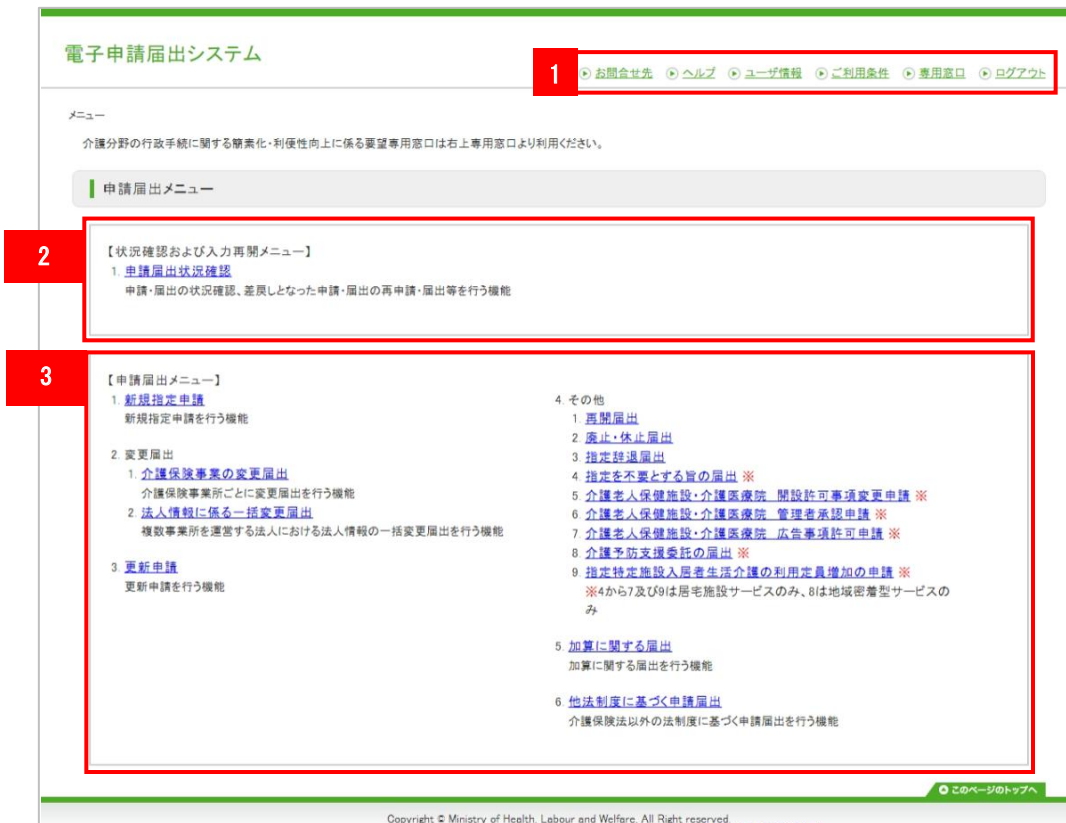 電子申請届出システム
1
お問合せ先 ヘルプ ユーザ情報 ご利用条件 専用窓口 ログアウト
メニュー
介護分野の行政手続に関する簡素化・利便性向上に係る要望専用窓口は右上専用窓口より利用ください。
申請届出メニュー
2
【状況確認および入力再開メニュー】
1. 申請届出状況確認
申請・届出の状況確認、差戻しとなった申請・届出の再申請・届出等を行う機能
3
【申請届出メニュー】
1. 新規指定申請
新規指定申請を行う機能
2. 変更届出
1. 介護保険事業の変更届出
介護保険事業所ごとに変更届出を行う機能
2. 法人情報に係る一括変更届出
複数事業所を運営する法人における法人情報の一括変更届出を行う機能
3. 更新申請
更新申請を行う機能
4. その他
1. 再開届出
2. 廃止・休止届出
3. 指定辞退届出
4. 指定を不要とする旨の届出 ※
5. 介護老人保健施設・介護医療院 開設許可事項変更申請 ※
6. 介護老人保健施設・介護医療院 管理者承認申請 ※
7. 介護老人保健施設・介護医療院 広告事項許可申請 ※
8. 介護予防支援委託の届出 ※
9. 指定特定施設入居者生活介護の利用定員増加の申請 ※
※4から7及び9は居宅施設サービスのみ、8は地域密着型サービスの
み
5. 加算に関する届出
加算に関する届出を行う機能
6. 他法制度に基づく申請届出
介護保険法以外の法制度に基づく申請届出を行う機能
このページのトップへ
Copyright © Ministry of Health, Labour and Welfare, All Right reserved.